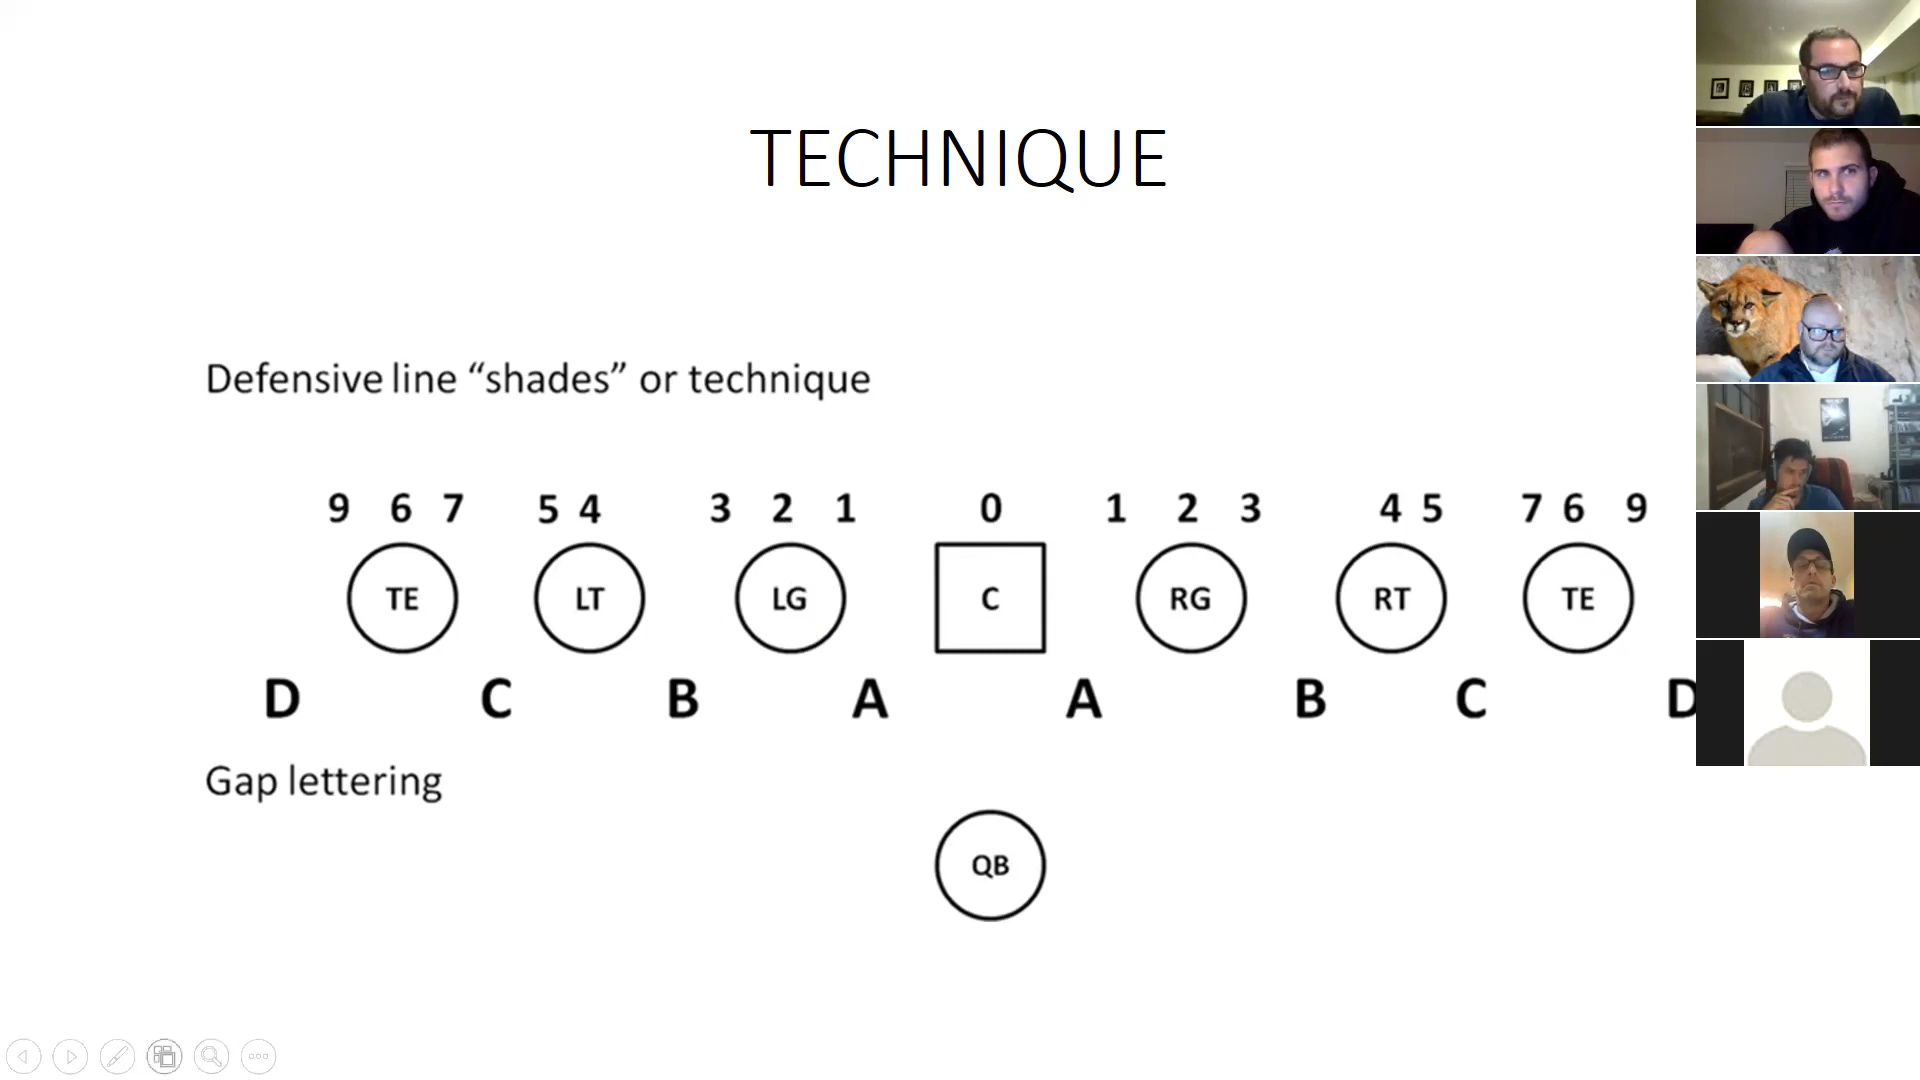 TECHNIQUE
Defensive line “shades” or technique
9 6 7 5 4 3 2 1 0 1 2 3 4 5 7 6 9
TE LT LG C RG RT TE
D C B A A B C D
Gap lettering
QB